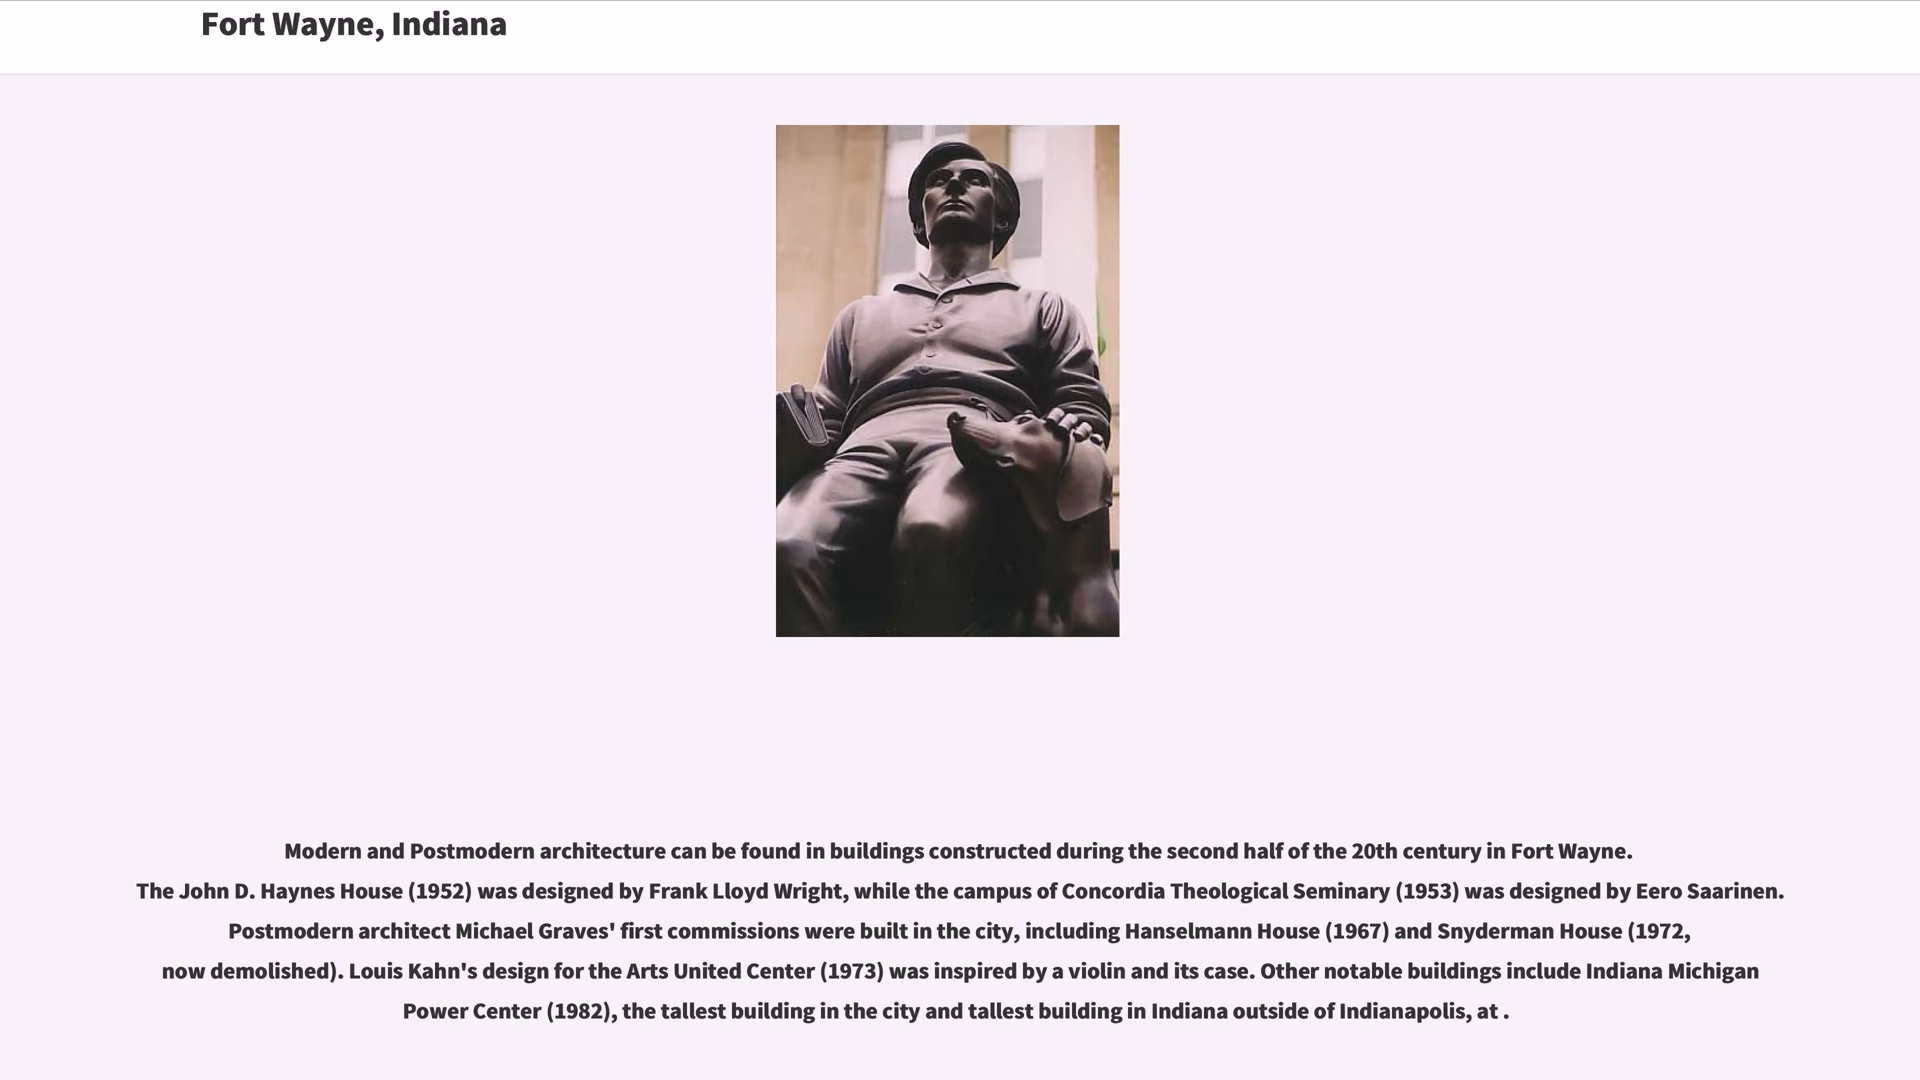 Fort Wayne, Indiana
Modern and Postmodern architecture can be found in buildings constructed during the second half of the 20th century in Fort Wayne.
The John D. Haynes House (1952) was designed by Frank Lloyd Wright, while the campus of Concordia Theological Seminary (1953) was designed by Eero Saarinen.
Postmodern architect Michael Graves' first commissions were built in the city, including Hanselmann House (1967) and Snyderman House (1972,
now demolished). Louis Kahn's design for the Arts United Center (1973) was inspired by a violin and its case. Other notable buildings include Indiana Michigan
Power Center (1982), the tallest building in the city and tallest building in Indiana outside of Indianapolis, at .